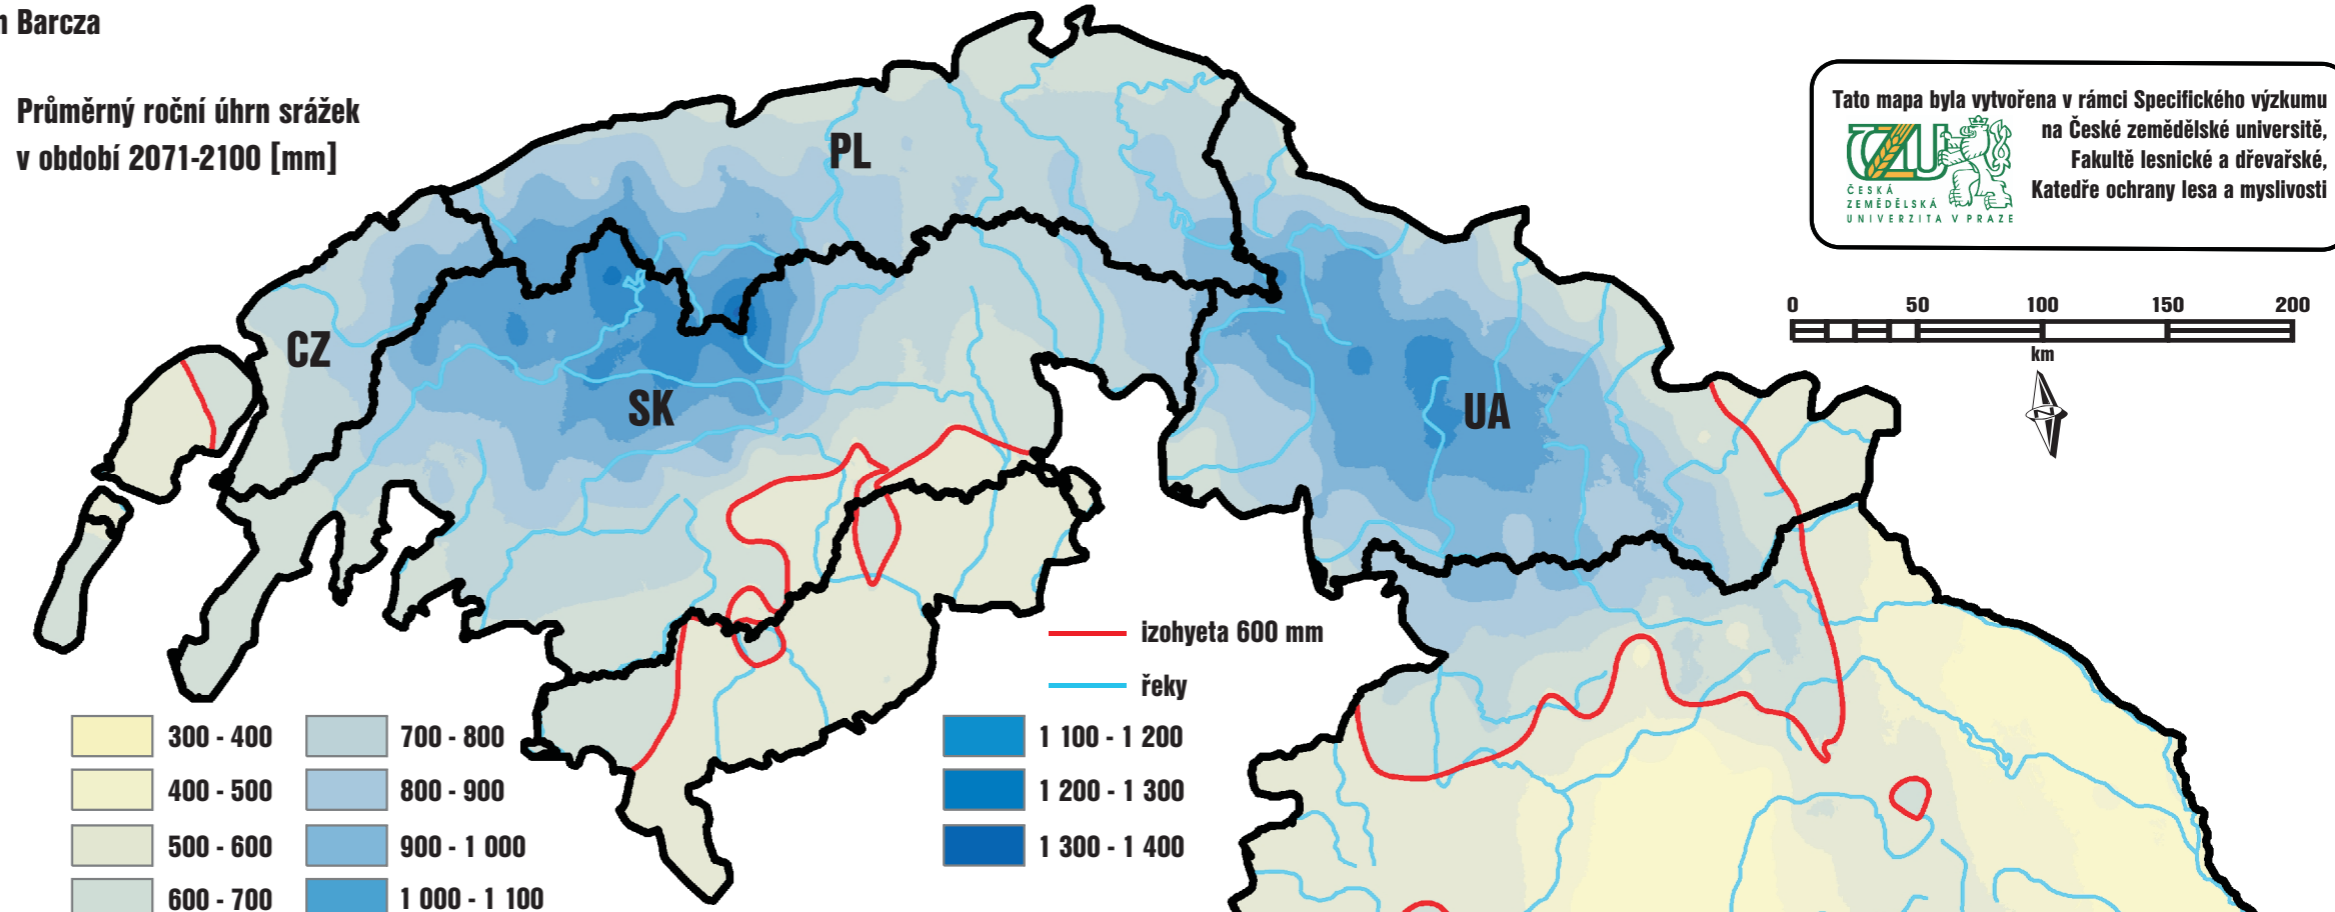 Barcza
Průměrný roční úhrn srážek
v období 2071-2100 [mm]
Tato mapa byla vytvořena v rámci Specifického výzkumu
na České zemědělské universitě,
Fakultě lesnické a dřevařské,
Katedře ochrany lesa a myslivosti
ČZU
ČESKÁ
ZEMĚDĚLSKÁ
UNIVERZITA V PRAZE
0 50 100 150 200
km
N
PL
CZ
SK
UA
izohyeta 600 mm
řeky
300 - 400
400 - 500
500 - 600
600 - 700
700 - 800
800 - 900
900 - 1 000
1 000 - 1 100
1 100 - 1 200
1 200 - 1 300
1 300 - 1 400